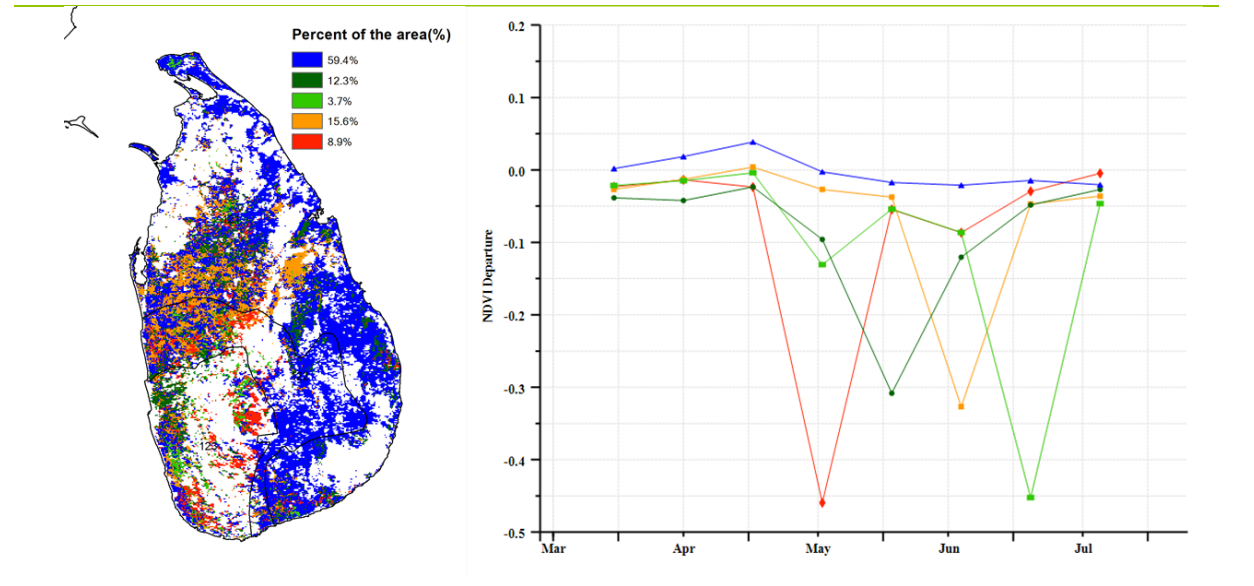 Percent of the area(%)
59.4%
12.3%
3.7%
15.6%
8.9%
12
NDVI Departure
0.2
0.1
0.0
-0.1
-0.2
-0.3
-0.4
-0.5
Mar
Apr
May
Jun
Jul